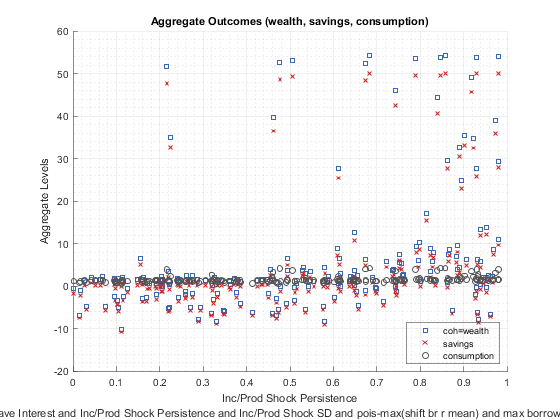 Aggregate Outcomes (wealth, savings, consumption)
Aggregate Levels
60
50
40
30
20
10
0
-10
-20
0
0.1
0.2
0.3
0.4
0.5
0.6
0.7
0.8
0.9
1
coh=wealth
savings
consumption
Inc/Prod Shock Persistence
ave Interest and Inc/Prod Shock Persistence and Inc/Prod Shock SD and pois-max(shift br r mean) and max borrow